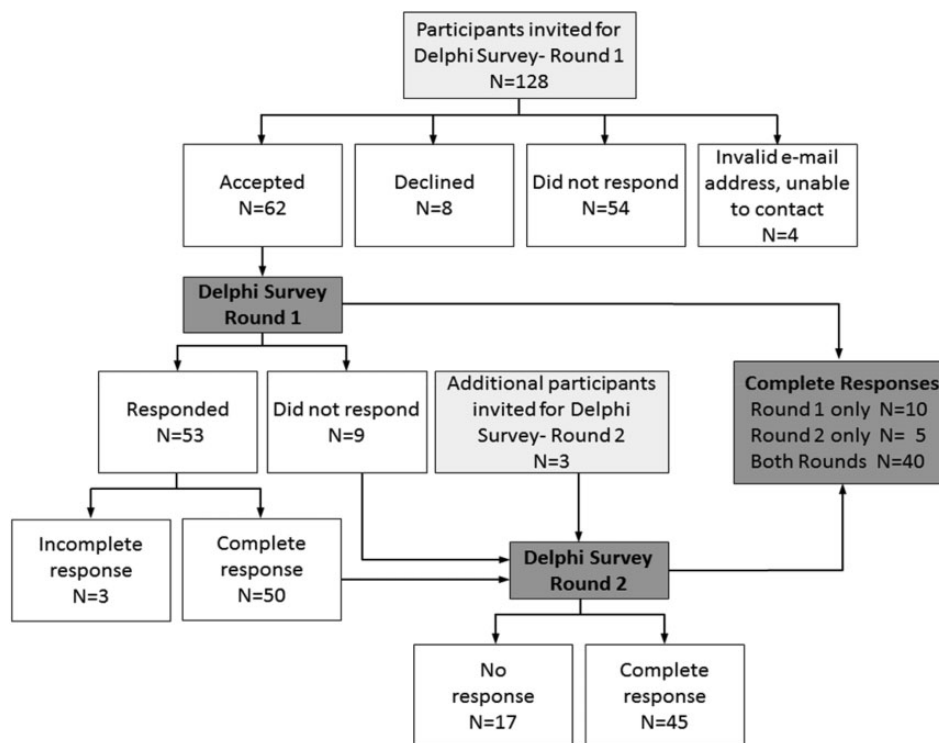 Participants invited for
Delphi Survey- Round 1
N=128
Accepted
N=62
Declined
N=8
Did not respond
N=54
Invalid e-mail
address, unable
to contact
N=4
Delphi Survey
Round 1
Responded
N=53
Did not respond
N=9
Additional participants
invited for Delphi
Survey- Round 2
N=3
Complete Responses
Round 1 only N=10
Round 2 only N= 5
Both Rounds N=40
Incomplete
response
N=3
Complete
response
N=50
Delphi Survey
Round 2
No
response
N=17
Complete
response
N=45